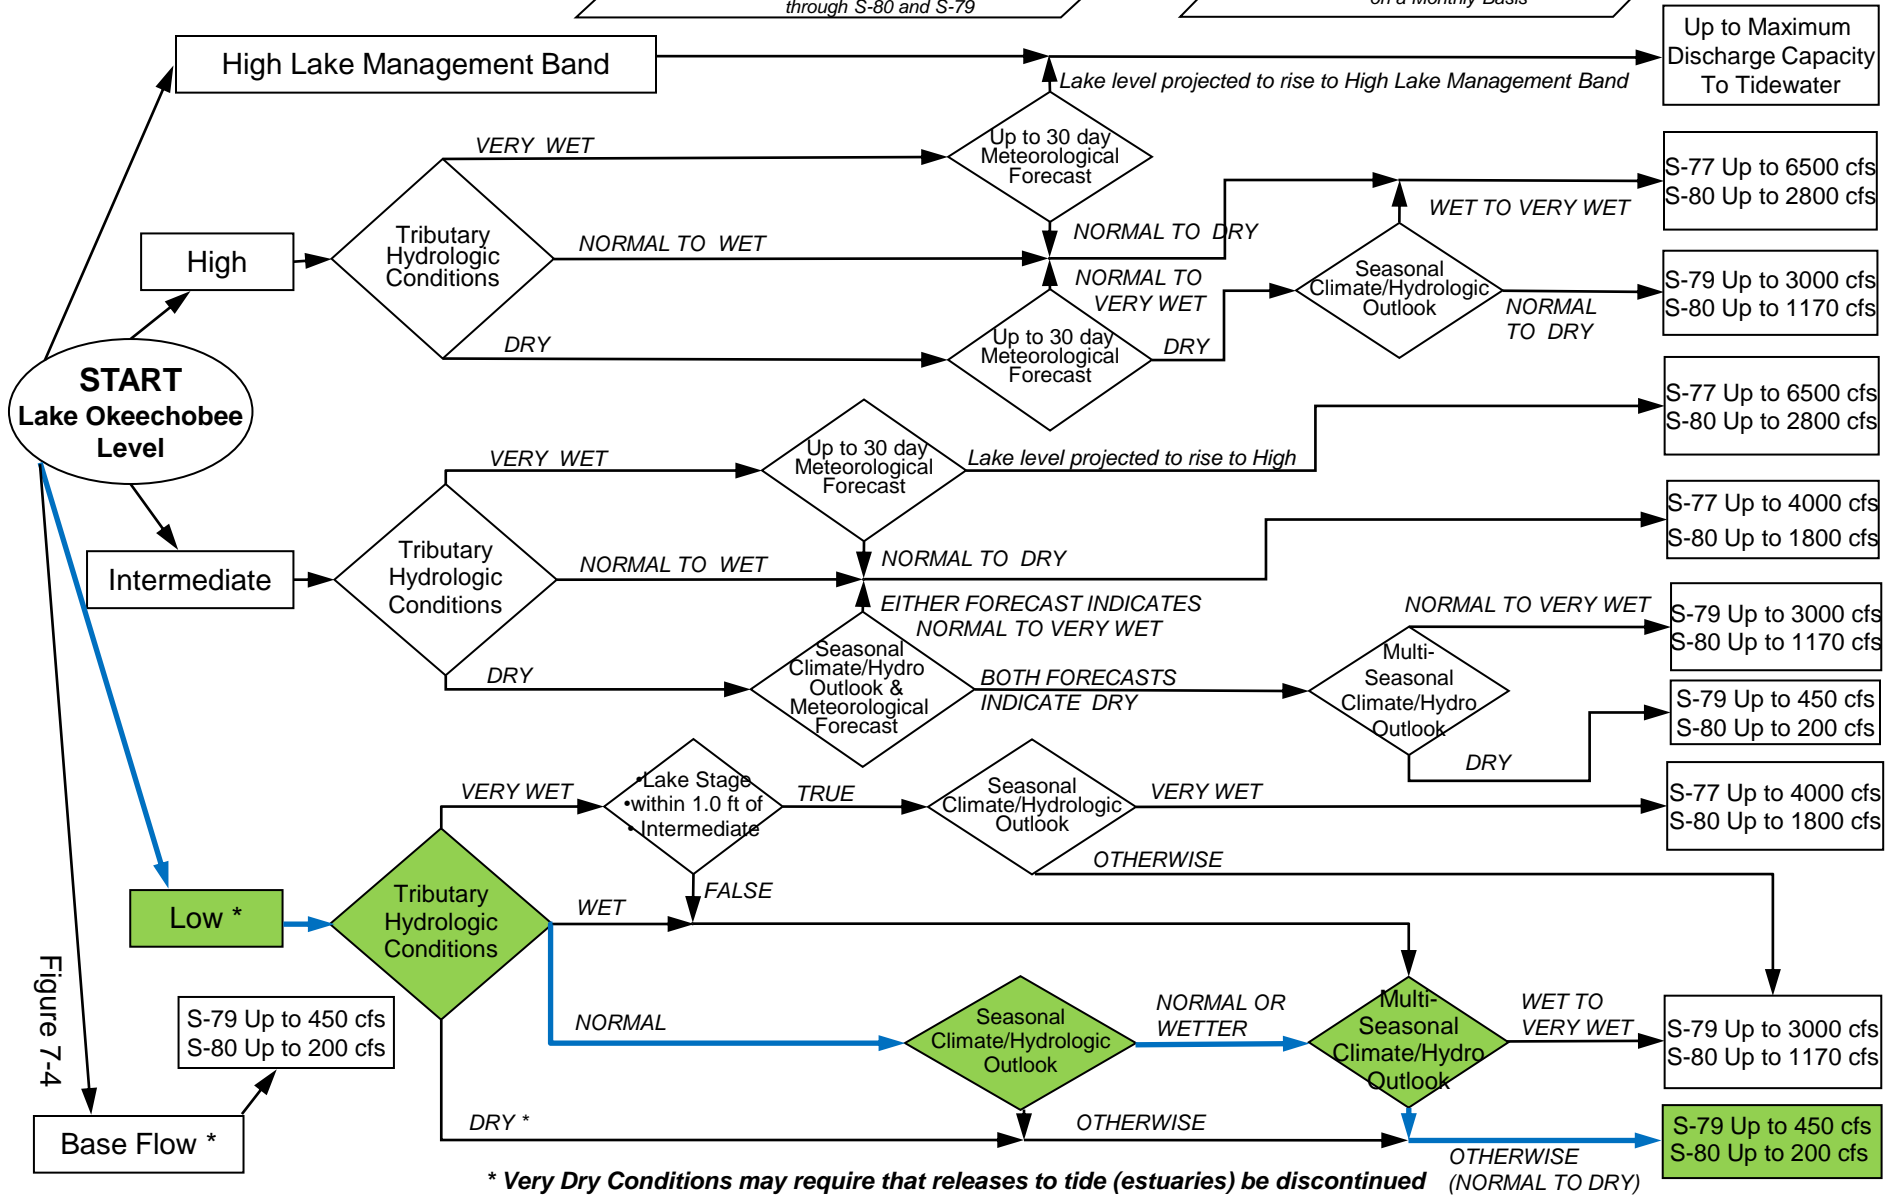 through S-80 and S-79
on a Monthly Basis
Up to Maximum
Discharge Capacity
To Tidewater
High Lake Management Band
Lake level projected to rise to High Lake Management Band
VERY WET
Up to 30 day
Meteorological
Forecast
S-77 Up to 6500 cfs
S-80 Up to 2800 cfs
WET TO VERY WET
Tributary
Hydrologic
Conditions
NORMAL TO WET
NORMAL TO DRY
High
NORMAL TO
VERY WET
Seasonal
Climate/Hydrologic
Outlook
NORMAL
TO DRY
S-79 Up to 3000 cfs
S-80 Up to 1170 cfs
DRY
Up to 30 day
Meteorological
Forecast
DRY
START
Lake Okeechobee
Level
S-77 Up to 6500 cfs
S-80 Up to 2800 cfs
VERY WET
Up to 30 day
Meteorological
Forecast
Lake level projected to rise to High
S-77 Up to 4000 cfs
S-80 Up to 1800 cfs
Intermediate
Tributary
Hydrologic
Conditions
NORMAL TO WET
NORMAL TO DRY
EITHER FORECAST INDICATES
NORMAL TO VERY WET
NORMAL TO VERY WET
S-79 Up to 3000 cfs
S-80 Up to 1170 cfs
DRY
Seasonal
Climate/Hydro
Outlook &
Meteorological
Forecast
BOTH FORECASTS
INDICATE DRY
Multi-
Seasonal
Climate/Hydro
Outlook
DRY
S-79 Up to 450 cfs
S-80 Up to 200 cfs
VERY WET
•Lake Stage
•within 1.0 ft of
• Intermediate
TRUE
Seasonal
Climate/Hydrologic
Outlook
VERY WET
S-77 Up to 4000 cfs
S-80 Up to 1800 cfs
OTHERWISE
FALSE
Low *
Tributary
Hydrologic
Conditions
WET
NORMAL
Seasonal
Climate/Hydrologic
Outlook
NORMAL OR
WETTER
Multi-
Seasonal
Climate/Hydro
Outlook
WET TO
VERY WET
S-79 Up to 3000 cfs
S-80 Up to 1170 cfs
Figure 7-4
S-79 Up to 450 cfs
S-80 Up to 200 cfs
Base Flow *
DRY *
OTHERWISE
S-79 Up to 450 cfs
S-80 Up to 200 cfs
OTHERWISE
(NORMAL TO DRY)
* Very Dry Conditions may require that releases to tide (estuaries) be discontinued